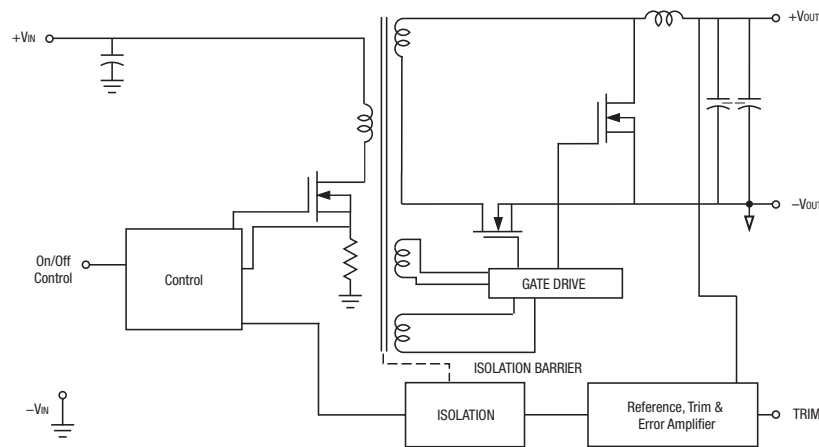 +VIN
+VOUT
−VOUT
On/Off
Control
Control
GATE DRIVE
ISOLATION BARRIER
−VIN
ISOLATION
Reference, Trim &
Error Amplifier
TRIM